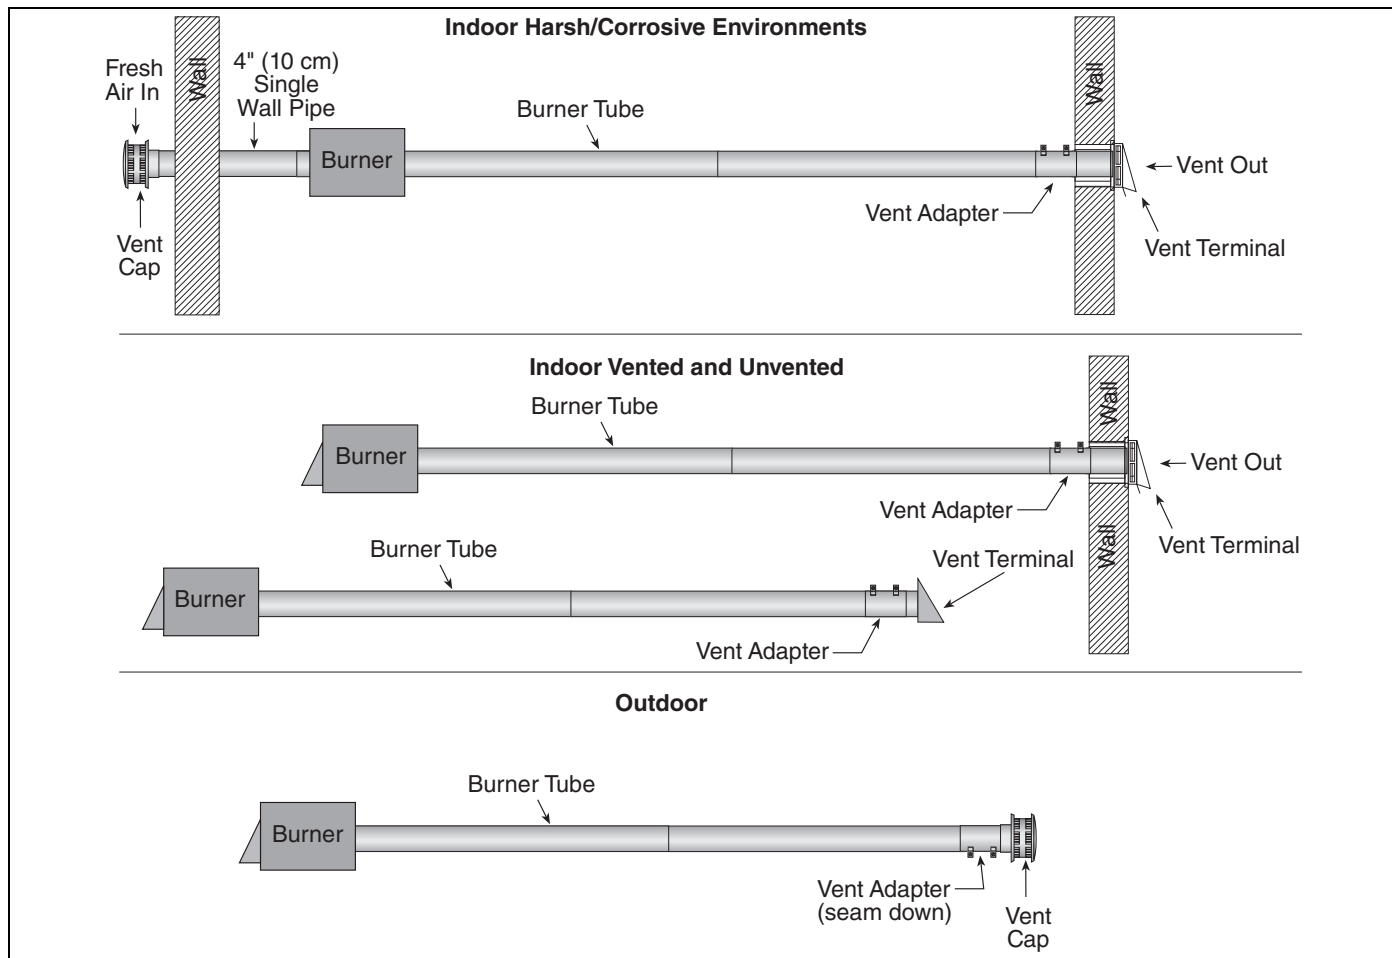 Indoor Harsh/Corrosive Environments
Fresh
Air In
Wall
4" (10 cm)
Single
Wall Pipe
Burner Tube
Wall
Burner
Vent Out
Vent Adapter
Vent
Cap
Vent Terminal
Indoor Vented and Unvented
Burner Tube
Wall
Burner
Vent Out
Vent Adapter
Wall
Vent Terminal
Burner Tube
Vent Terminal
Burner
Vent Adapter
Outdoor
Burner Tube
Burner
Vent Adapter
(seam down)
Vent
Cap